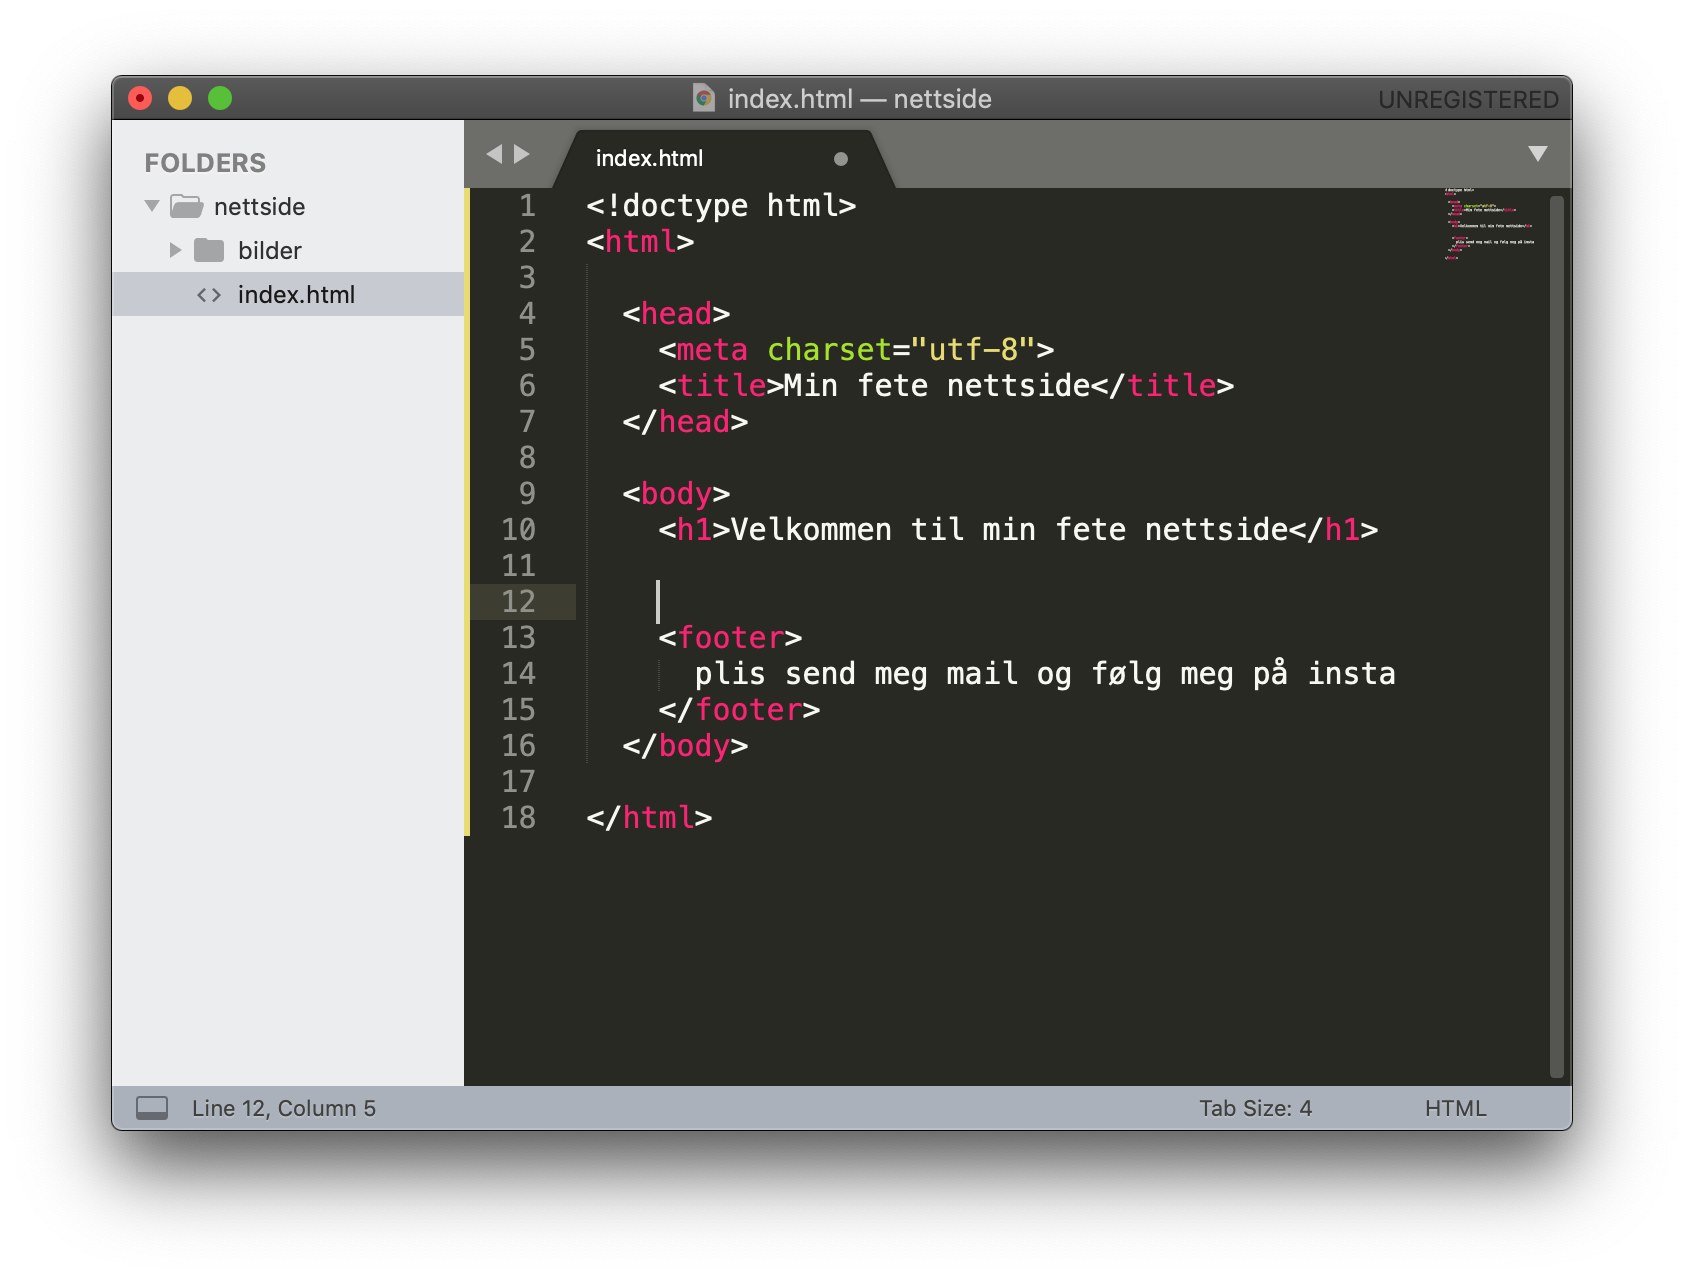 index.html — nettside
UNREGISTERED
FOLDERS
nettside
bilder
<> index.html
index.html
1 <!doctype html>
2 <html>
3
4   <head>
5     <meta charset="utf-8">
6     <title>Min fete nettside</title>
7   </head>
8
9   <body>
10     <h1>Velkommen til min fete nettside</h1>
11
12
13     <footer>
14       plis send meg mail og følg meg på insta
15     </footer>
16   </body>
17
18 </html>
Line 12, Column 5
Tab Size: 4
HTML